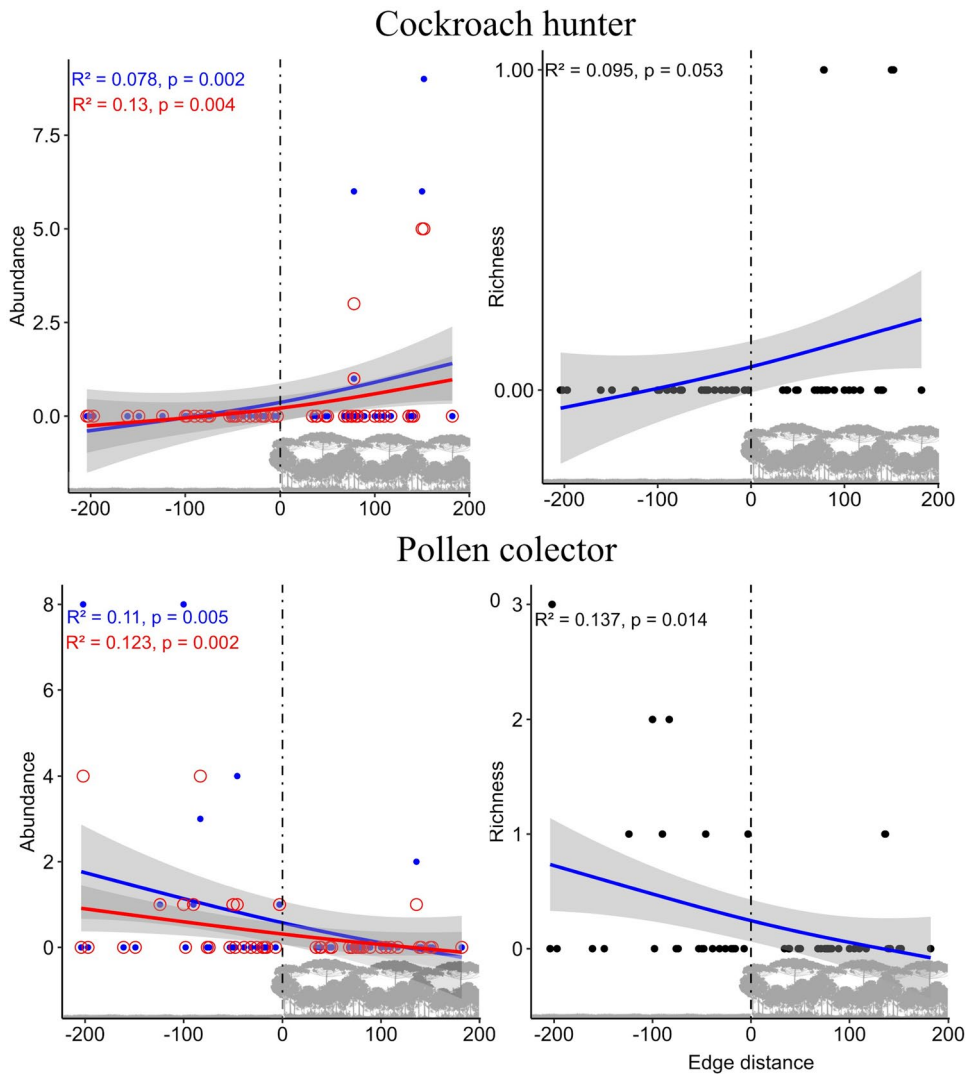 Cockroach hunter
R² = 0.078, p = 0.002
R² = 0.13, p = 0.004
Abundance
7.5
5.0
2.5
0.0
-200 -100 0 100 200
R² = 0.095, p = 0.053
Richness
1.00
0.00
-200 -100 0 100 200
Pollen colector
R² = 0.11, p = 0.005
R² = 0.123, p = 0.002
Abundance
8
6
4
2
0
-200 -100 0 100 200
0
R² = 0.137, p = 0.014
Richness
3
2
1
0
-200 -100 0 100 200
Edge distance